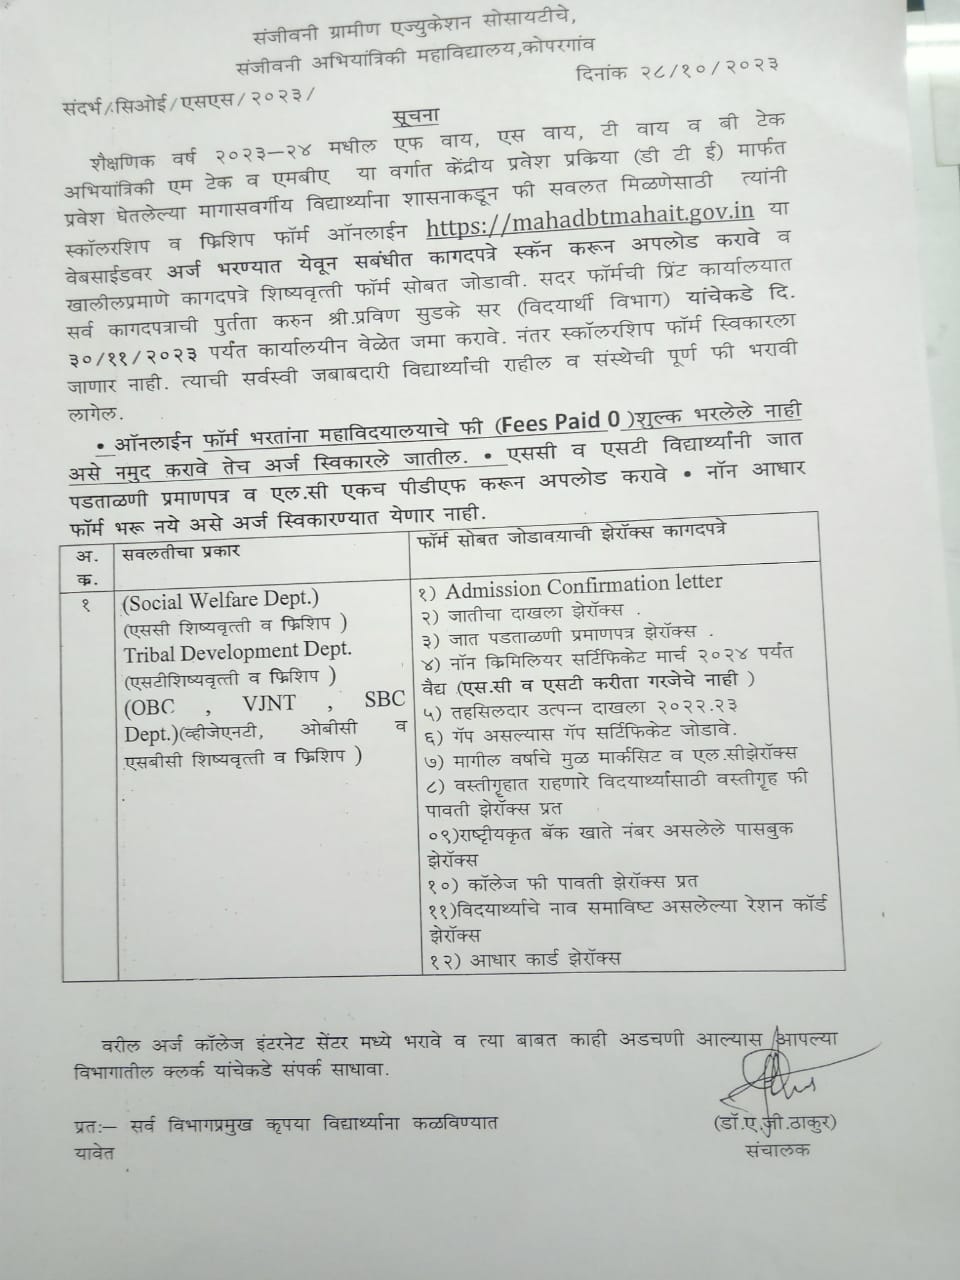 संजीवनी ग्रामीण एज्युकेशन सोसायटीचे,
संजीवनी अभियांत्रिकी महाविद्यालय,कोपरगांव
दिनांक २८/१०/२०२३
संदर्भ/सिओई/एसएस/२०२३/
सूचना
शैक्षणिक वर्ष २०२३–२४ मधील एफ वाय, एस वाय, टी वाय व बी टेक
अभियांत्रिकी एम टेक व एमबीए या वर्गात केंद्रीय प्रवेश प्रक्रिया (डी टी ई) मार्फत
प्रवेश घेतलेल्या मागासवर्गीय विद्यार्थ्यांना शासनाकडून फी सवलत मिळणेसाठी त्यांनी
स्कॉलरशिप व फ्रिशिप फॉर्म ऑनलाईन https://mahadbtmahait.gov.in या
वेबसाईडवर अर्ज भरण्यात येवून सबंधीत कागदपत्रे स्कॅन करून अपलोड करावे व
खालीलप्रमाणे कागदपत्रे शिष्यवृत्ती फॉर्म सोबत जोडावी. सदर फॉर्मची प्रिंट कार्यालयात
सर्व कागदपत्राची पुर्तता करुन श्री.प्रविण सुडके सर (विदयार्थी विभाग) यांचेकडे दि.
३०/११/२०२३ पर्यंत कार्यालयीन वेळेत जमा करावे. नंतर स्कॉलरशिप फॉर्म स्विकारला
जाणार नाही. त्याची सर्वस्वी जबाबदारी विद्यार्थ्यांची राहील व संस्थेची पूर्ण फी भरावी
लागेल.
• ऑनलाईन फॉर्म भरतांना महाविदयालयाचे फी (Fees Paid 0 )शुल्क भरलेले नाही
असे नमुद करावे तेच अर्ज स्विकारले जातील. • एससी व एसटी विद्यार्थ्यांनी जात
पडताळणी प्रमाणपत्र व एल.सी एकच पीडीएफ करून अपलोड करावे • नॉन आधार
फॉर्म भरू नये असे अर्ज स्विकारण्यात येणार नाही.
अ. क्र.
सवलतीचा प्रकार
फॉर्म सोबत जोडावयाची झेरॉक्स कागदपत्रे
१
(Social Welfare Dept.)
(एससी शिष्यवृत्ती व फ्रिशिप )
Tribal Development Dept.
(एसटीशिष्यवृत्ती व फ्रिशिप )
(OBC , VJNT , SBC
Dept.)(व्हीजेएनटी, ओबीसी व
एसबीसी शिष्यवृत्ती व फ्रिशिप )
१) Admission Confirmation letter
२) जातीचा दाखला झेरॉक्स .
३) जात पडताळणी प्रमाणपत्र झेरॉक्स .
४) नॉन क्रिमिलियर सर्टिफिकेट मार्च २०२४ पर्यंत
वैद्य (एस.सी व एसटी करीता गरजेचे नाही )
५) तहसिलदार उत्पन्न दाखला २०२२.२३
६) गॅप असल्यास गॅप सर्टिफिकेट जोडावे.
७) मागील वर्षाचे मुळ मार्कसिट व एल.सीझेरॉक्स
८) वस्तीगृहात राहणारे विदयार्थ्यासाठी वस्तीगृह फी
पावती झेरॉक्स प्रत
०९)राष्ट्रीयकृत बॅक खाते नंबर असलेले पासबुक
झेरॉक्स
१०) कॉलेज फी पावती झेरॉक्स प्रत
११)विदयार्थ्याचे नाव समाविष्ट असलेल्या रेशन कॉर्ड
झेरॉक्स
१२) आधार कार्ड झेरॉक्स
वरील अर्ज कॉलेज इंटरनेट सेंटर मध्ये भरावे व त्या बाबत काही अडचणी आल्यास आपल्या
विभागातील क्लर्क यांचेकडे संपर्क साधावा.
प्रतः– सर्व विभागप्रमुख कृपया विद्यार्थ्यांना कळविण्यात
यावेत
(डॉ.ए.जी.ठाकुर)
संचालक